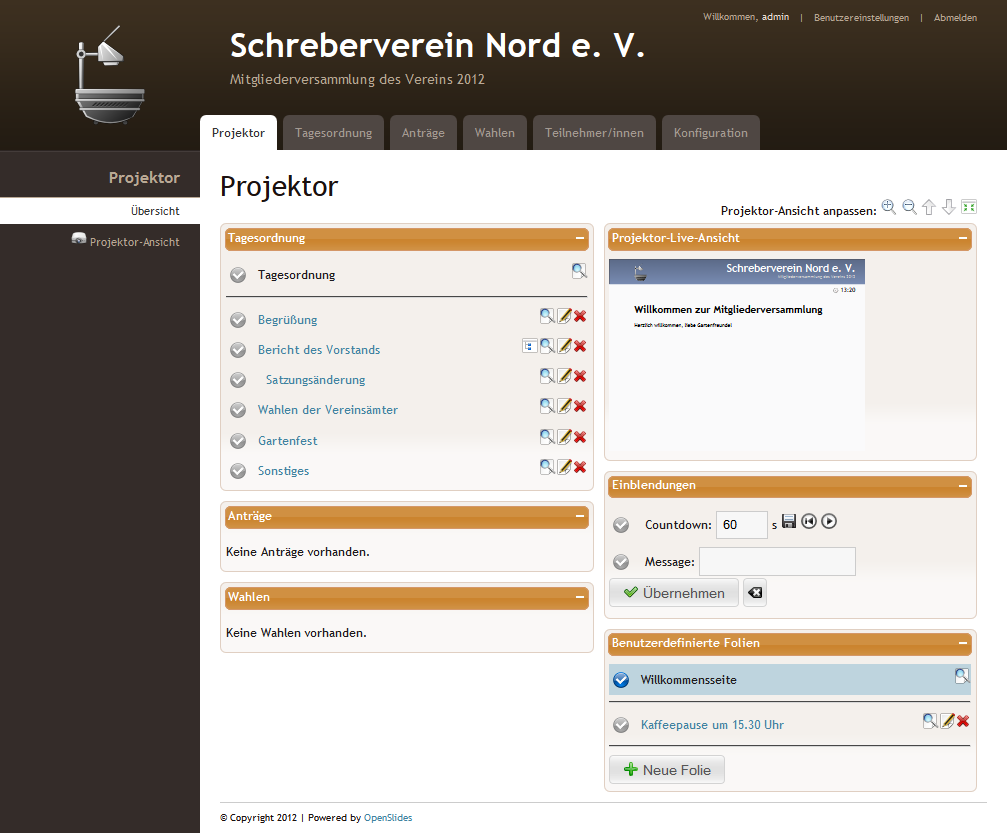 Willkommen, admin | Benutzereinstellungen | Abmelden
Schreberverein Nord e. V.
Mitgliederversammlung des Vereins 2012
Projektor Tagesordnung Anträge Wahlen Teilnehmer/innen Konfiguration
Projektor
Übersicht
Projektor-Ansicht
Projektor
Projektor-Ansicht anpassen:
Tagesordnung
Tagesordnung
Begrüßung
Bericht des Vorstands
Satzungsänderung
Wahlen der Vereinsämter
Gartenfest
Sonstiges
Anträge
Keine Anträge vorhanden.
Wahlen
Keine Wahlen vorhanden.
Projektor-Live-Ansicht
Schreberverein Nord e. V.
Mitgliederversammlung des Vereins 2012
13:20
Willkommen zur Mitgliederversammlung
Herzlich willkommen, liebe Gartenfreunde!
Einblendungen
Countdown: 60 s
Message:
Übernehmen
Benutzerdefinierte Folien
Willkommensseite
Kaffeepause um 15.30 Uhr
Neue Folie
© Copyright 2012 | Powered by OpenSlides